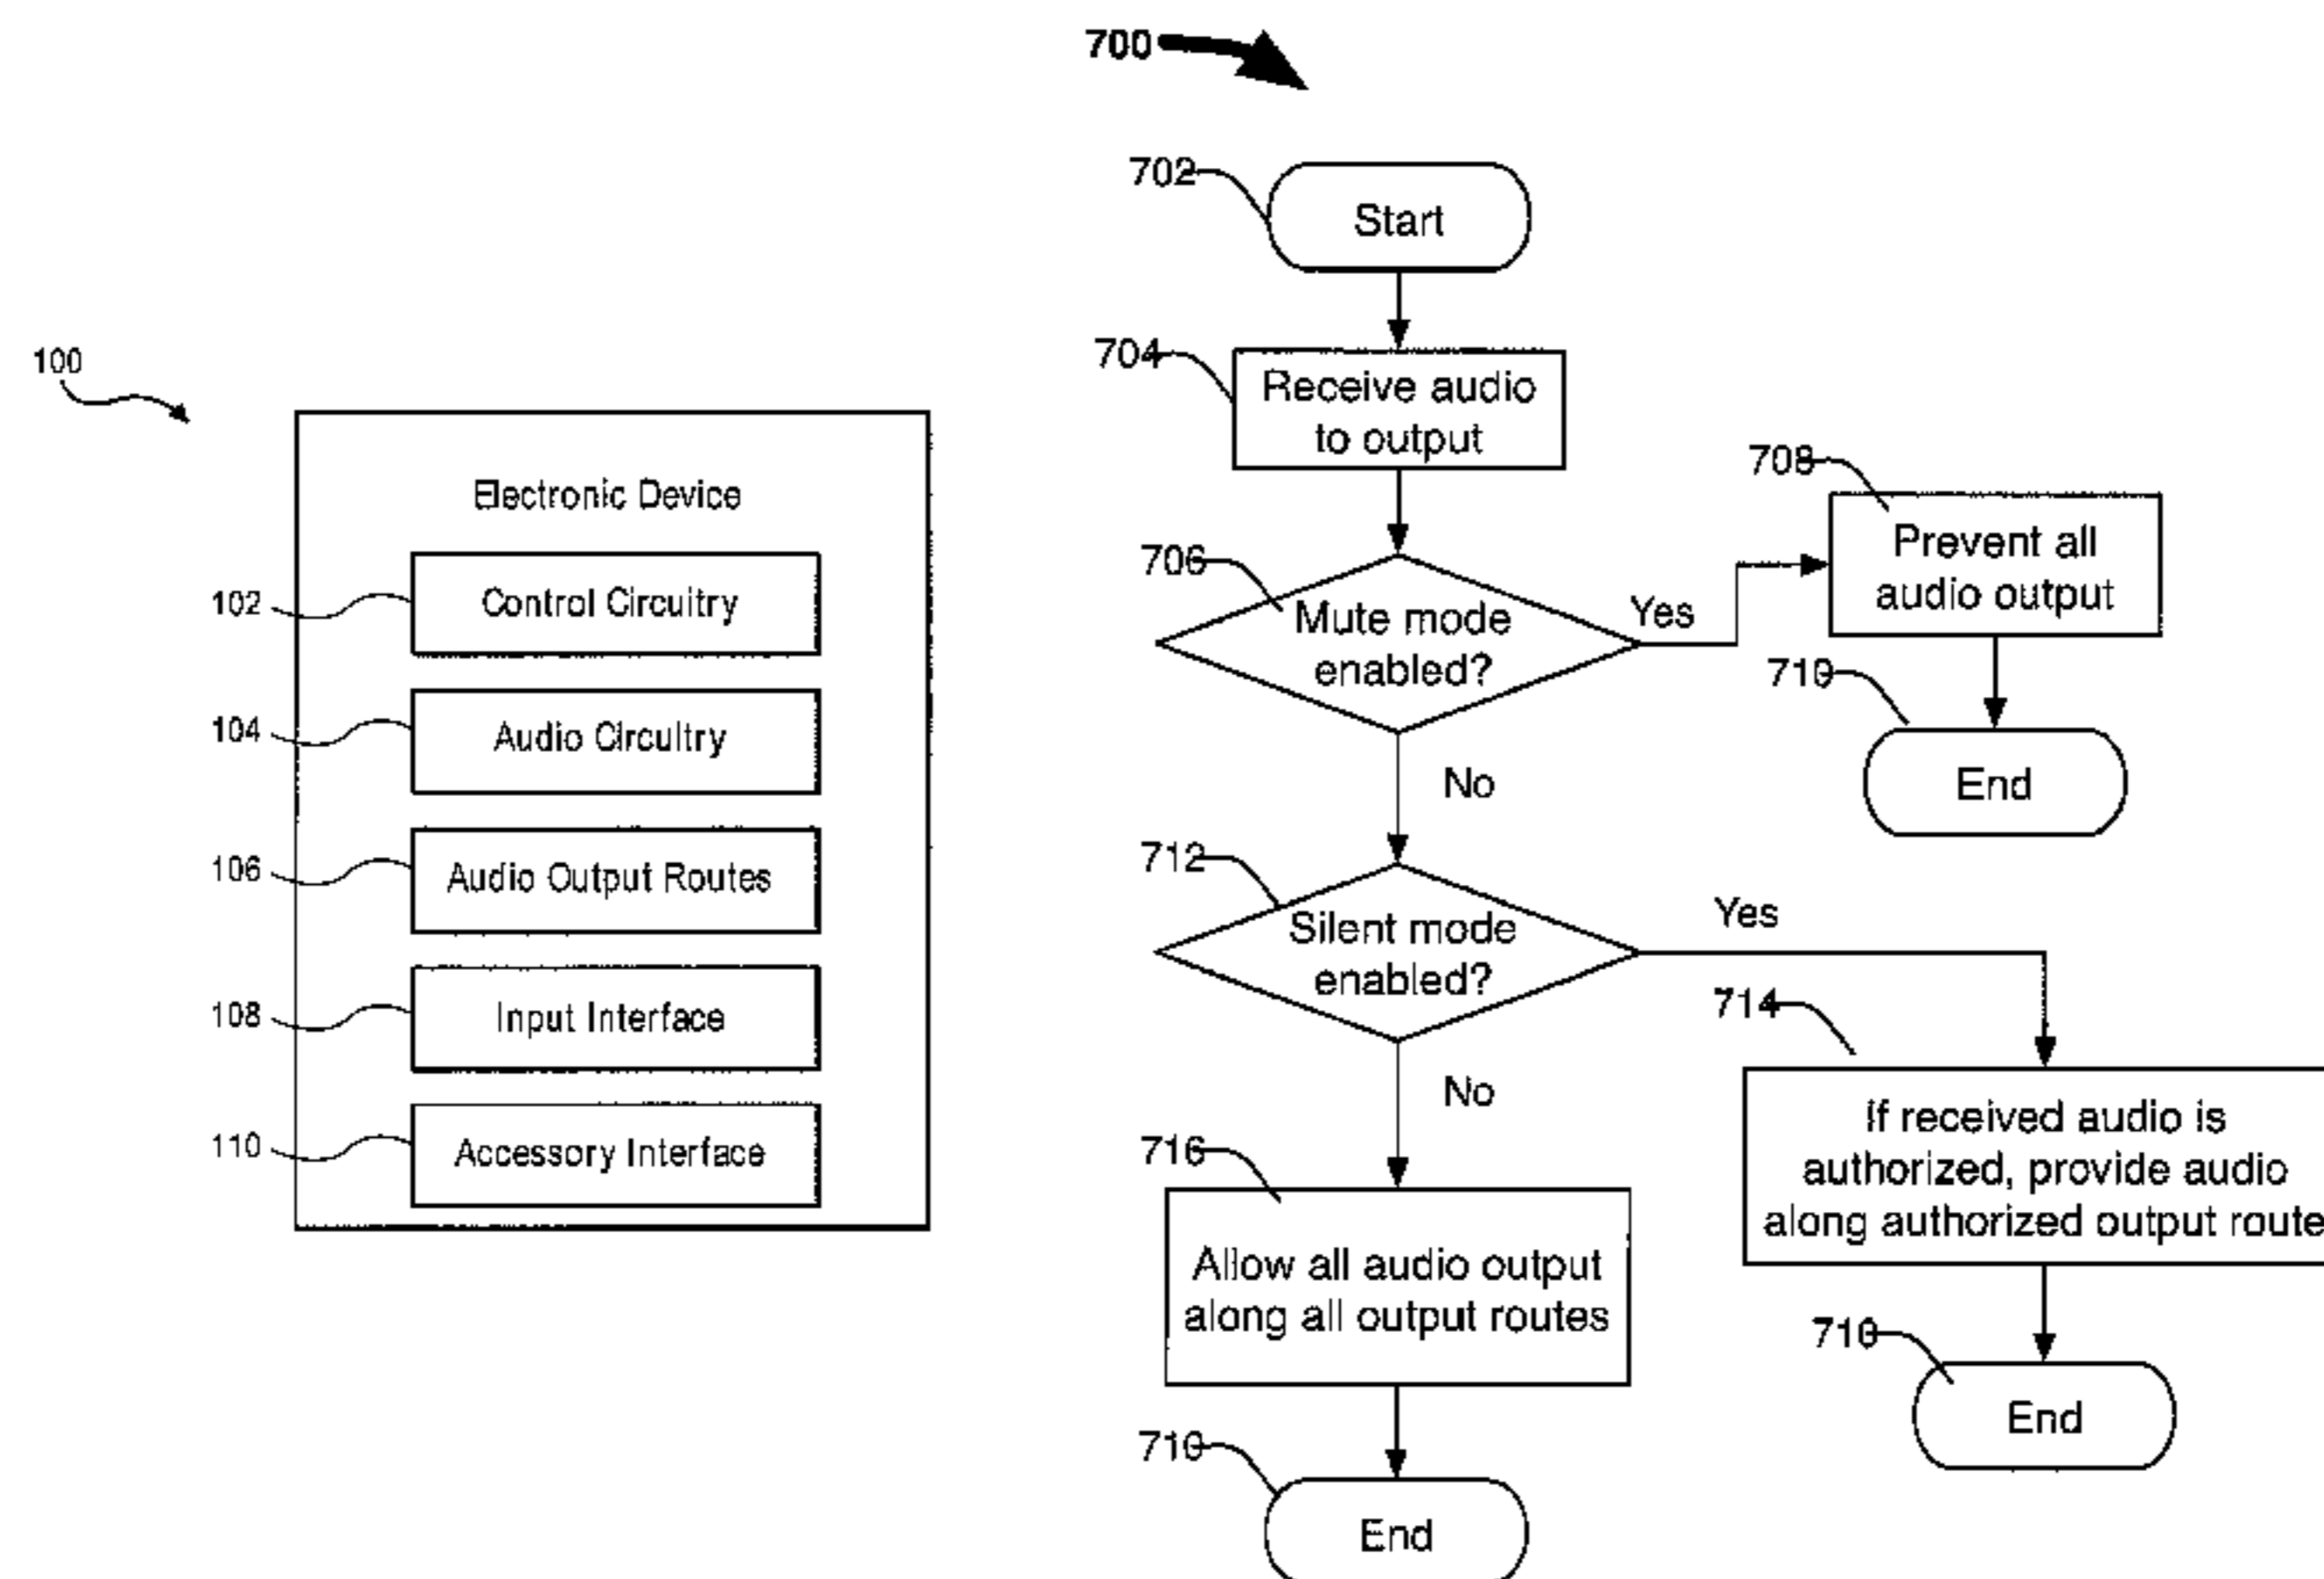 100
Electronic Device
102
Control Circuitry
104
Audio Circuitry
106
Audio Output Routes
108
Input Interface
110
Accessory Interface
700
702
Start
704
Receive audio
to output
706
Mute mode
enabled?
Yes
708
Prevent all
audio output
710
End
No
712
Silent mode
enabled?
Yes
714
If received audio is
authorized, provide audio
along authorized output route
710
End
No
716
Allow all audio output
along all output routes
710
End